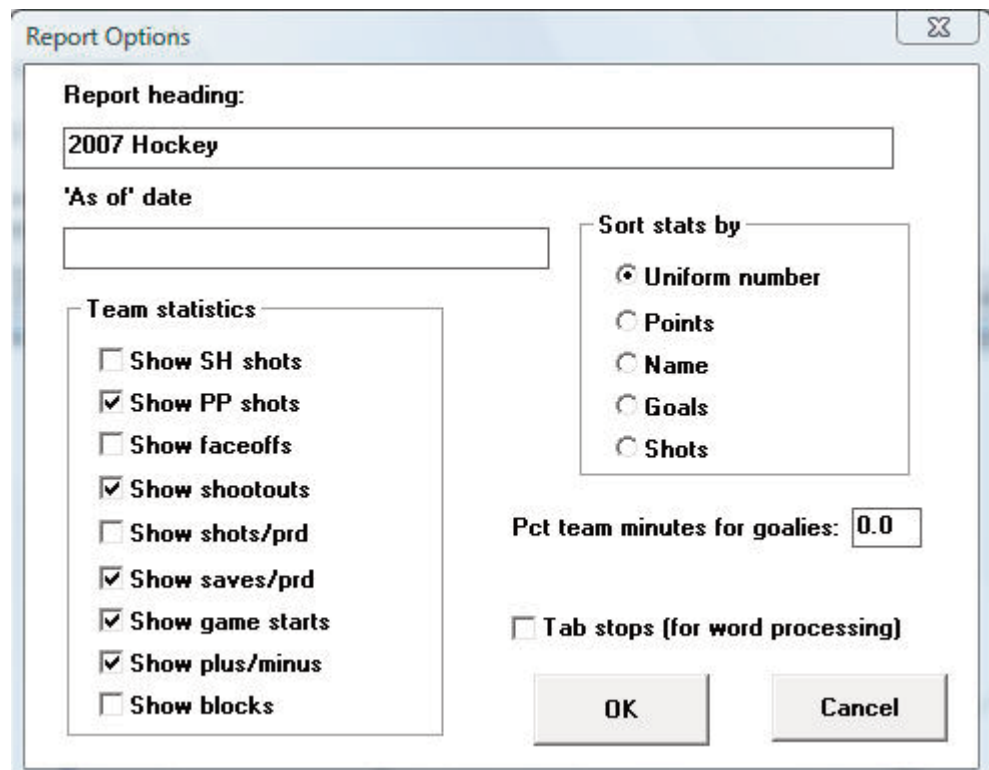 Report Options
Report heading:
2007 Hockey
'As of' date
Sort stats by
Uniform number
Points
Name
Goals
Shots
Team statistics
Show SH shots
Show PP shots
Show faceoffs
Show shootouts
Show shots/prd
Show saves/prd
Show game starts
Show plus/minus
Show blocks
Pct team minutes for goalies: 0.0
Tab stops (for word processing)
OK
Cancel